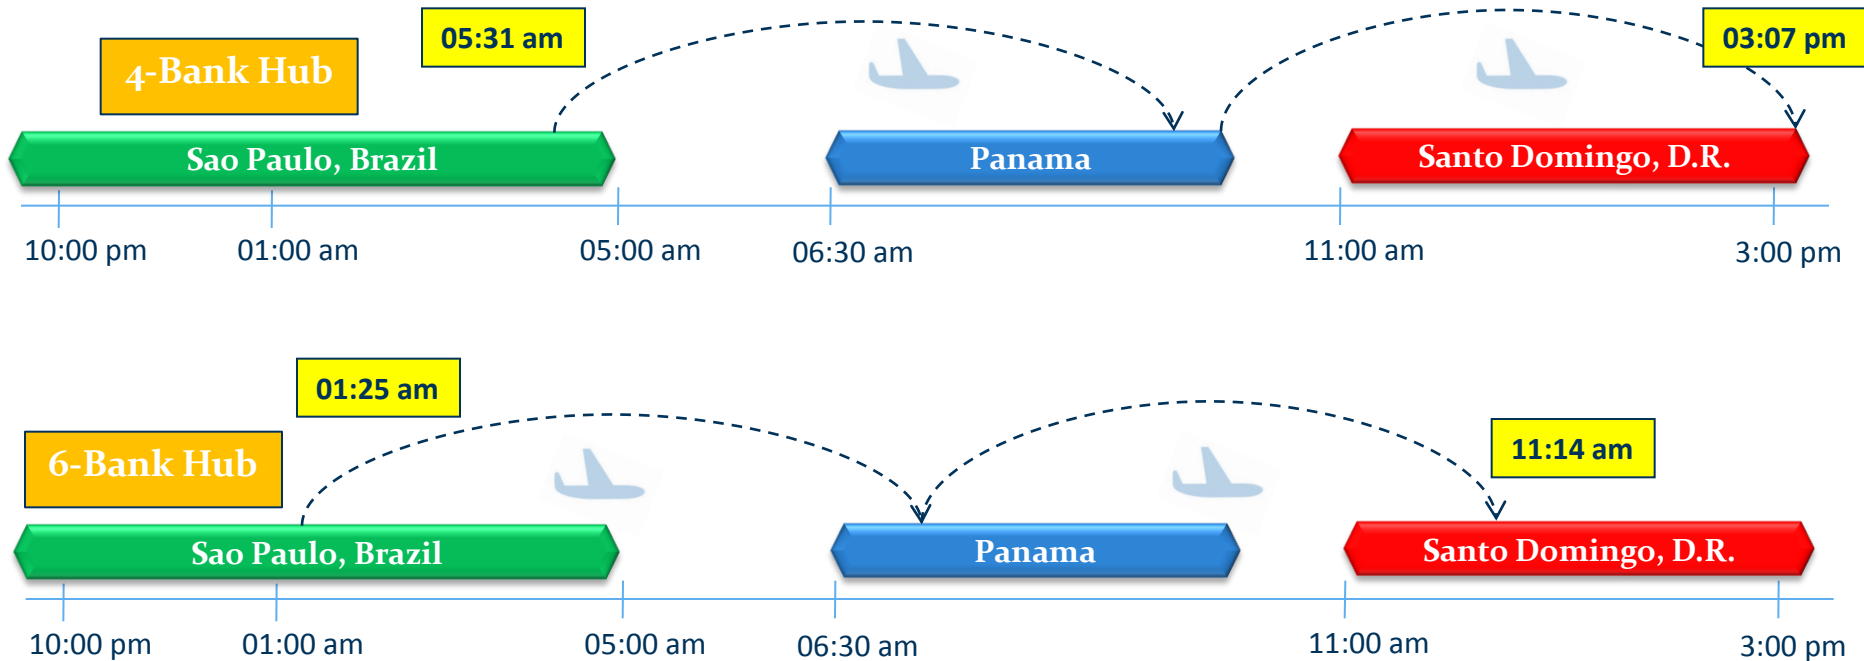 05:31 am
03:07 pm
4-Bank Hub
Sao Paulo, Brazil
Panama
Santo Domingo, D.R.
10:00 pm
01:00 am
05:00 am
06:30 am
11:00 am
3:00 pm
01:25 am
11:14 am
6-Bank Hub
Sao Paulo, Brazil
Panama
Santo Domingo, D.R.
10:00 pm
01:00 am
05:00 am
06:30 am
11:00 am
3:00 pm